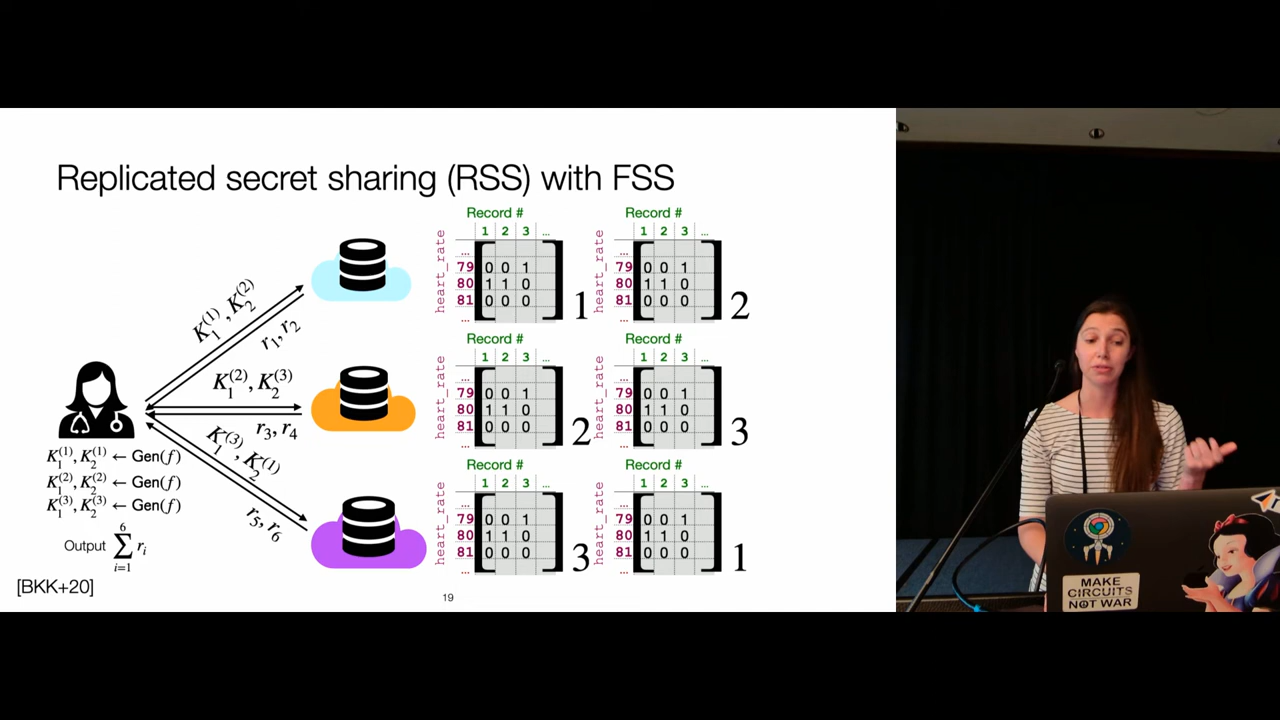 Replicated secret sharing (RSS) with FSS
K₁⁽¹⁾, K₂⁽²⁾
r₁, r₂
K₁⁽²⁾, K₂⁽³⁾
r₃, r₄
K₁⁽³⁾, K₂⁽¹⁾
r₅, r₆
K₁⁽¹⁾, K₂⁽¹⁾ ← Gen(f)
K₁⁽²⁾, K₂⁽²⁾ ← Gen(f)
K₁⁽³⁾, K₂⁽³⁾ ← Gen(f)
Output ∑ᵢ₌₁⁶ rᵢ
[BKK+20]
Record #
1 2 3 ...
heart_rate
...
79 0 0 1
80 1 1 0
81 0 0 0
...
1
Record #
1 2 3 ...
heart_rate
...
79 0 0 1
80 1 1 0
81 0 0 0
...
2
Record #
1 2 3 ...
heart_rate
...
79 0 0 1
80 1 1 0
81 0 0 0
...
2
Record #
1 2 3 ...
heart_rate
...
79 0 0 1
80 1 1 0
81 0 0 0
...
3
Record #
1 2 3 ...
heart_rate
...
79 0 0 1
80 1 1 0
81 0 0 0
...
3
Record #
1 2 3 ...
heart_rate
...
79 0 0 1
80 1 1 0
81 0 0 0
...
1
19
MAKE
CIRCUITS
NOT WAR